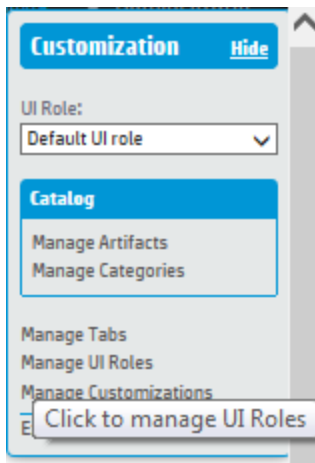 Customization Hide
UI Role:
Default UI role
Catalog
Manage Artifacts
Manage Categories
Manage Tabs
Manage UI Roles
Manage Customizations
Click to manage UI Roles